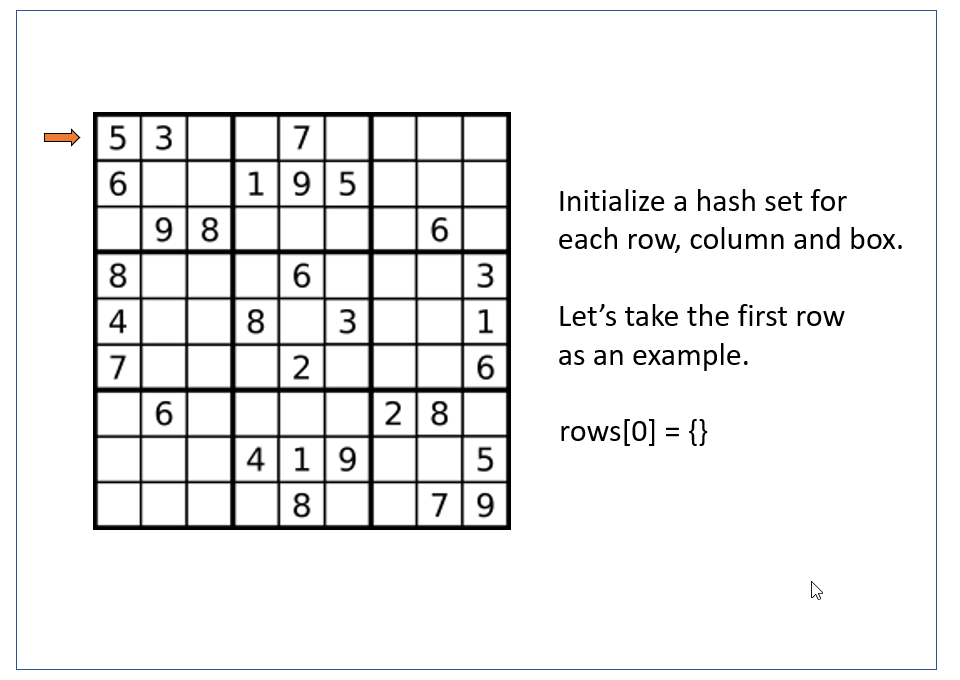 5 3 7
6 1 9 5
9 8 6
8 6 3
4 8 3 1
7 2 6
6 2 8
4 1 9 5
8 7 9
Initialize a hash set for
each row, column and box.
Let’s take the first row
as an example.
rows[0] = {}